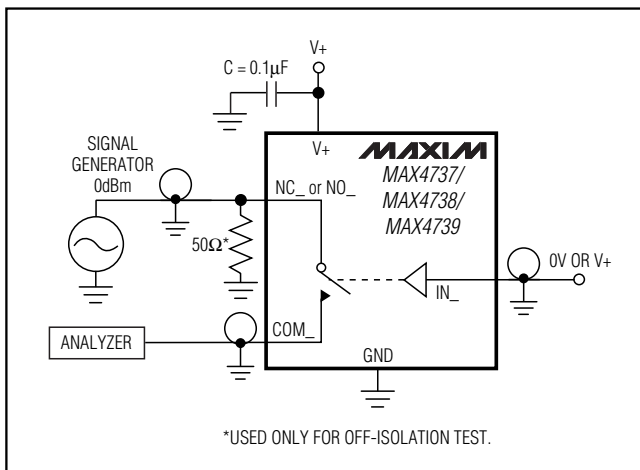 V+
C = 0.1µF
V+
MAXIM
MAX4737/
MAX4738/
MAX4739
SIGNAL
GENERATOR
0dBm
NC_ or NO_
50Ω*
0V OR V+
IN_
COM_
ANALYZER
GND
*USED ONLY FOR OFF-ISOLATION TEST.